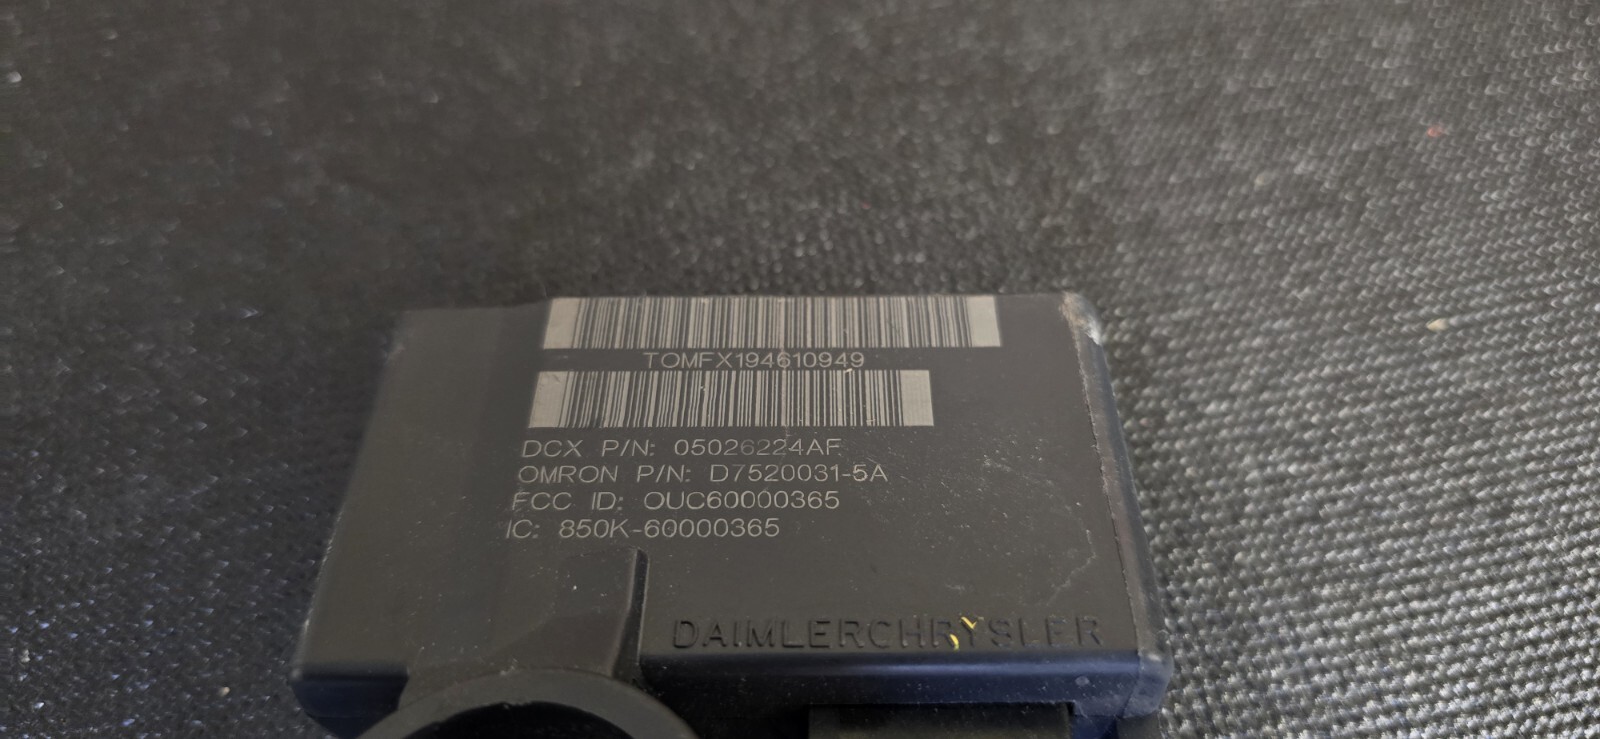 TOMFX194610949
DCX P/N: 05026224AF
OMRON P/N: D7520031-5A
FCC ID: OUC60000365
IC: 850K-60000365
DAIMLERCHRYSLER